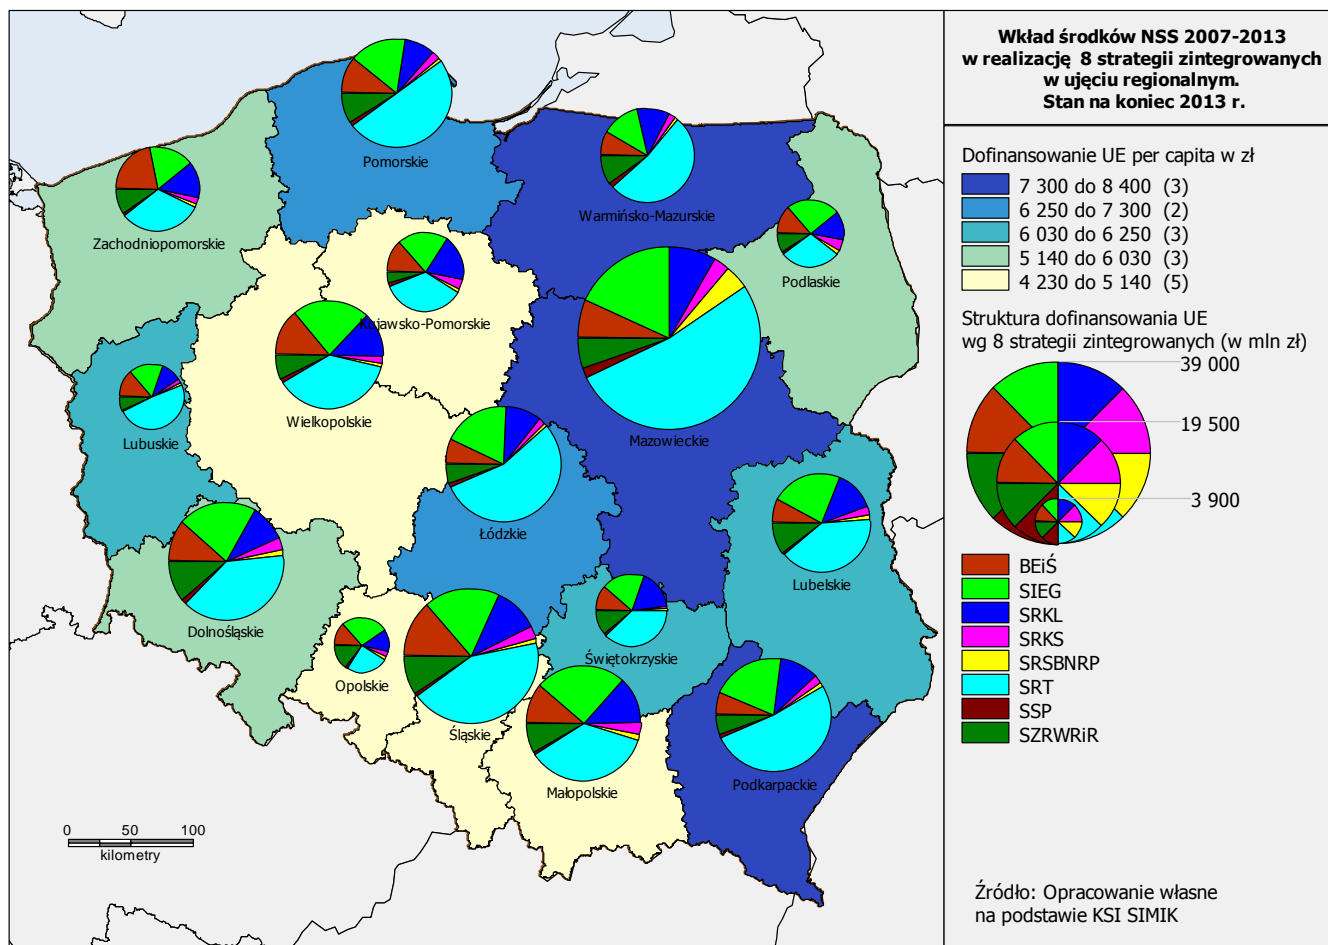 Wkład środków NSS 2007-2013
w realizację 8 strategii zintegrowanych
w ujęciu regionalnym.
Stan na koniec 2013 r.
Dofinansowanie UE per capita w zł
7 300 do 8 400 (3)
6 250 do 7 300 (2)
6 030 do 6 250 (3)
5 140 do 6 030 (3)
4 230 do 5 140 (5)
Struktura dofinansowania UE
wg 8 strategii zintegrowanych (w mln zł)
39 000
19 500
3 900
BEiŚ
SIEG
SRKL
SRKS
SRSBNRP
SRT
SSP
SZRWRiR
Źródło: Opracowanie własne
na podstawie KSI SIMIK
Pomorskie
Warmińsko-Mazurskie
Zachodniopomorskie
Podlaskie
Kujawsko-Pomorskie
Wielkopolskie
Mazowieckie
Lubuskie
Łódzkie
Lubelskie
Dolnośląskie
Świętokrzyskie
Opolskie
Śląskie
Małopolskie
Podkarpackie
0 50 100
kilometry